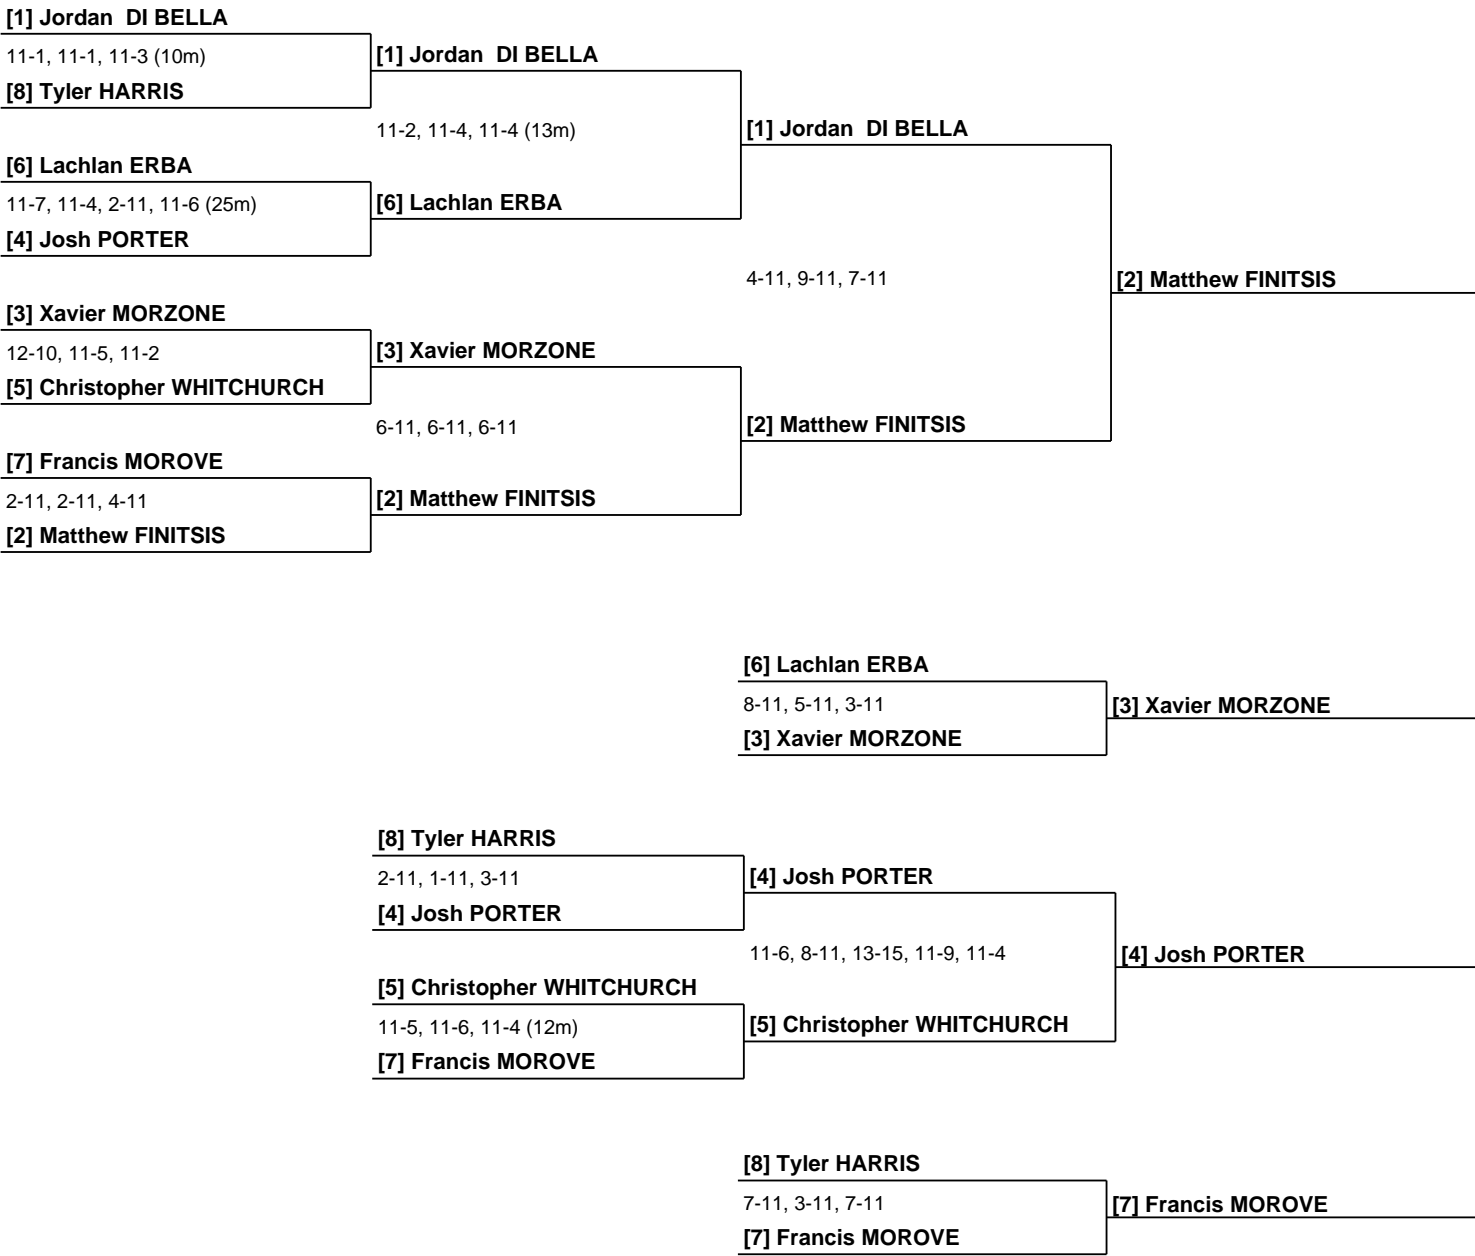 [1] Jordan  DI BELLA
11-1, 11-1, 11-3 (10m)
[1] Jordan  DI BELLA
[8] Tyler HARRIS
11-2, 11-4, 11-4 (13m)
[1] Jordan  DI BELLA
[6] Lachlan ERBA
11-7, 11-4, 2-11, 11-6 (25m)
[6] Lachlan ERBA
[4] Josh PORTER
4-11, 9-11, 7-11
[2] Matthew FINITSIS
[3] Xavier MORZONE
12-10, 11-5, 11-2
[3] Xavier MORZONE
[5] Christopher WHITCHURCH
6-11, 6-11, 6-11
[2] Matthew FINITSIS
[7] Francis MOROVE
2-11, 2-11, 4-11
[2] Matthew FINITSIS
[2] Matthew FINITSIS
[6] Lachlan ERBA
8-11, 5-11, 3-11
[3] Xavier MORZONE
[3] Xavier MORZONE
[8] Tyler HARRIS
2-11, 1-11, 3-11
[4] Josh PORTER
[4] Josh PORTER
11-6, 8-11, 13-15, 11-9, 11-4
[4] Josh PORTER
[5] Christopher WHITCHURCH
11-5, 11-6, 11-4 (12m)
[5] Christopher WHITCHURCH
[7] Francis MOROVE
[8] Tyler HARRIS
7-11, 3-11, 7-11
[7] Francis MOROVE
[7] Francis MOROVE